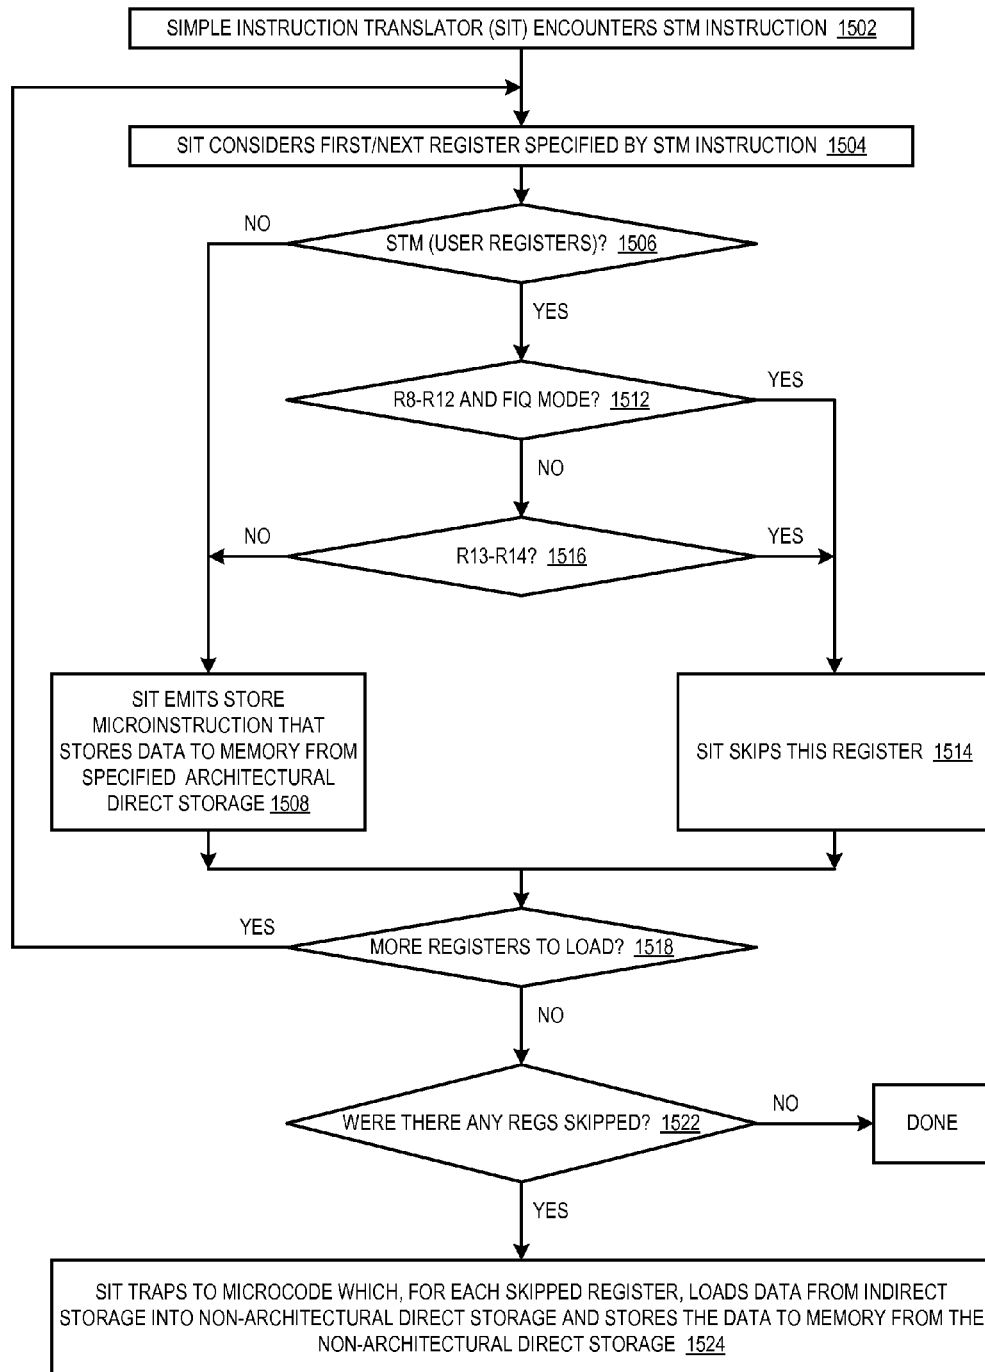 SIMPLE INSTRUCTION TRANSLATOR (SIT) ENCOUNTERS STM INSTRUCTION 1502
SIT CONSIDERS FIRST/NEXT REGISTER SPECIFIED BY STM INSTRUCTION 1504
NO
STM (USER REGISTERS)? 1506
YES
YES
R8-R12 AND FIQ MODE? 1512
NO
NO
YES
R13-R14? 1516
SIT EMITS STORE
MICROINSTRUCTION THAT
STORES DATA TO MEMORY FROM
SPECIFIED ARCHITECTURAL
DIRECT STORAGE 1508
SIT SKIPS THIS REGISTER 1514
YES
MORE REGISTERS TO LOAD? 1518
NO
WERE THERE ANY REGS SKIPPED? 1522
NO
DONE
YES
SIT TRAPS TO MICROCODE WHICH, FOR EACH SKIPPED REGISTER, LOADS DATA FROM INDIRECT
STORAGE INTO NON-ARCHITECTURAL DIRECT STORAGE AND STORES THE DATA TO MEMORY FROM THE
NON-ARCHITECTURAL DIRECT STORAGE 1524